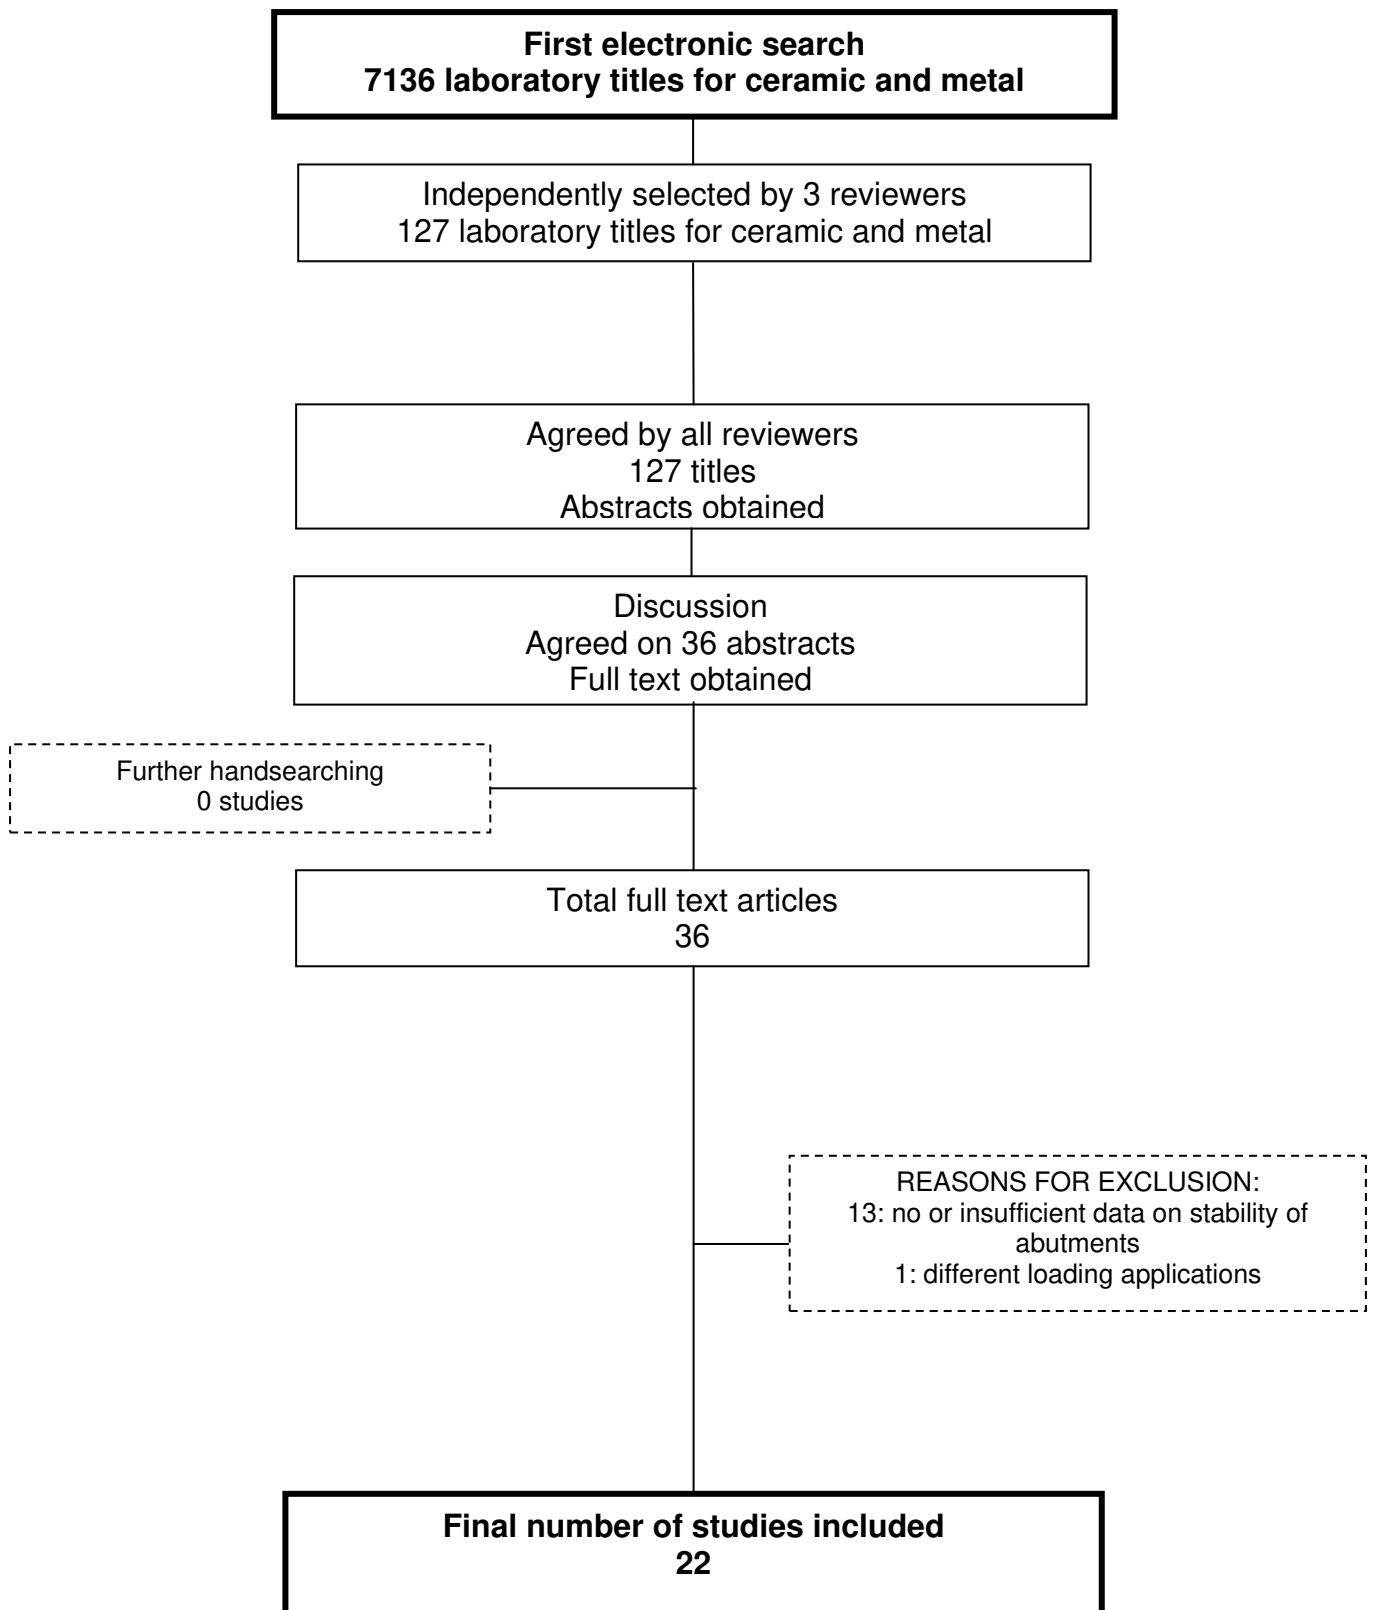 First electronic search
7136 laboratory titles for ceramic and metal
Independently selected by 3 reviewers
127 laboratory titles for ceramic and metal
Agreed by all reviewers
127 titles
Abstracts obtained
Discussion
Agreed on 36 abstracts
Full text obtained
Further handsearching
0 studies
Total full text articles
36
REASONS FOR EXCLUSION:
13: no or insufficient data on stability of
abutments
1: different loading applications
Final number of studies included
22